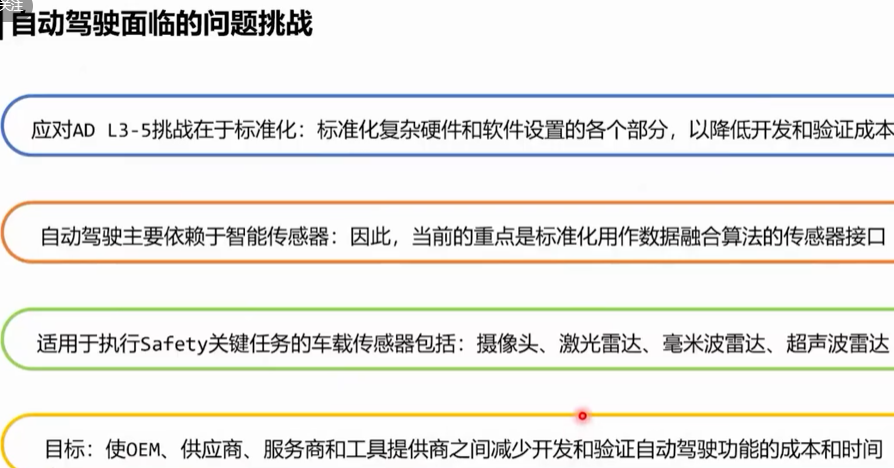 关注
自动驾驶面临的问题挑战
应对AD L3-5挑战在于标准化：标准化复杂硬件和软件设置的各个部分，以降低开发和验证成本
自动驾驶主要依赖于智能传感器：因此，当前的重点是标准化用作数据融合算法的传感器接口
适用于执行Safety关键任务的车载传感器包括：摄像头、激光雷达、毫米波雷达、超声波雷达
目标：使OEM、供应商、服务商和工具提供商之间减少开发和验证自动驾驶功能的成本和时间